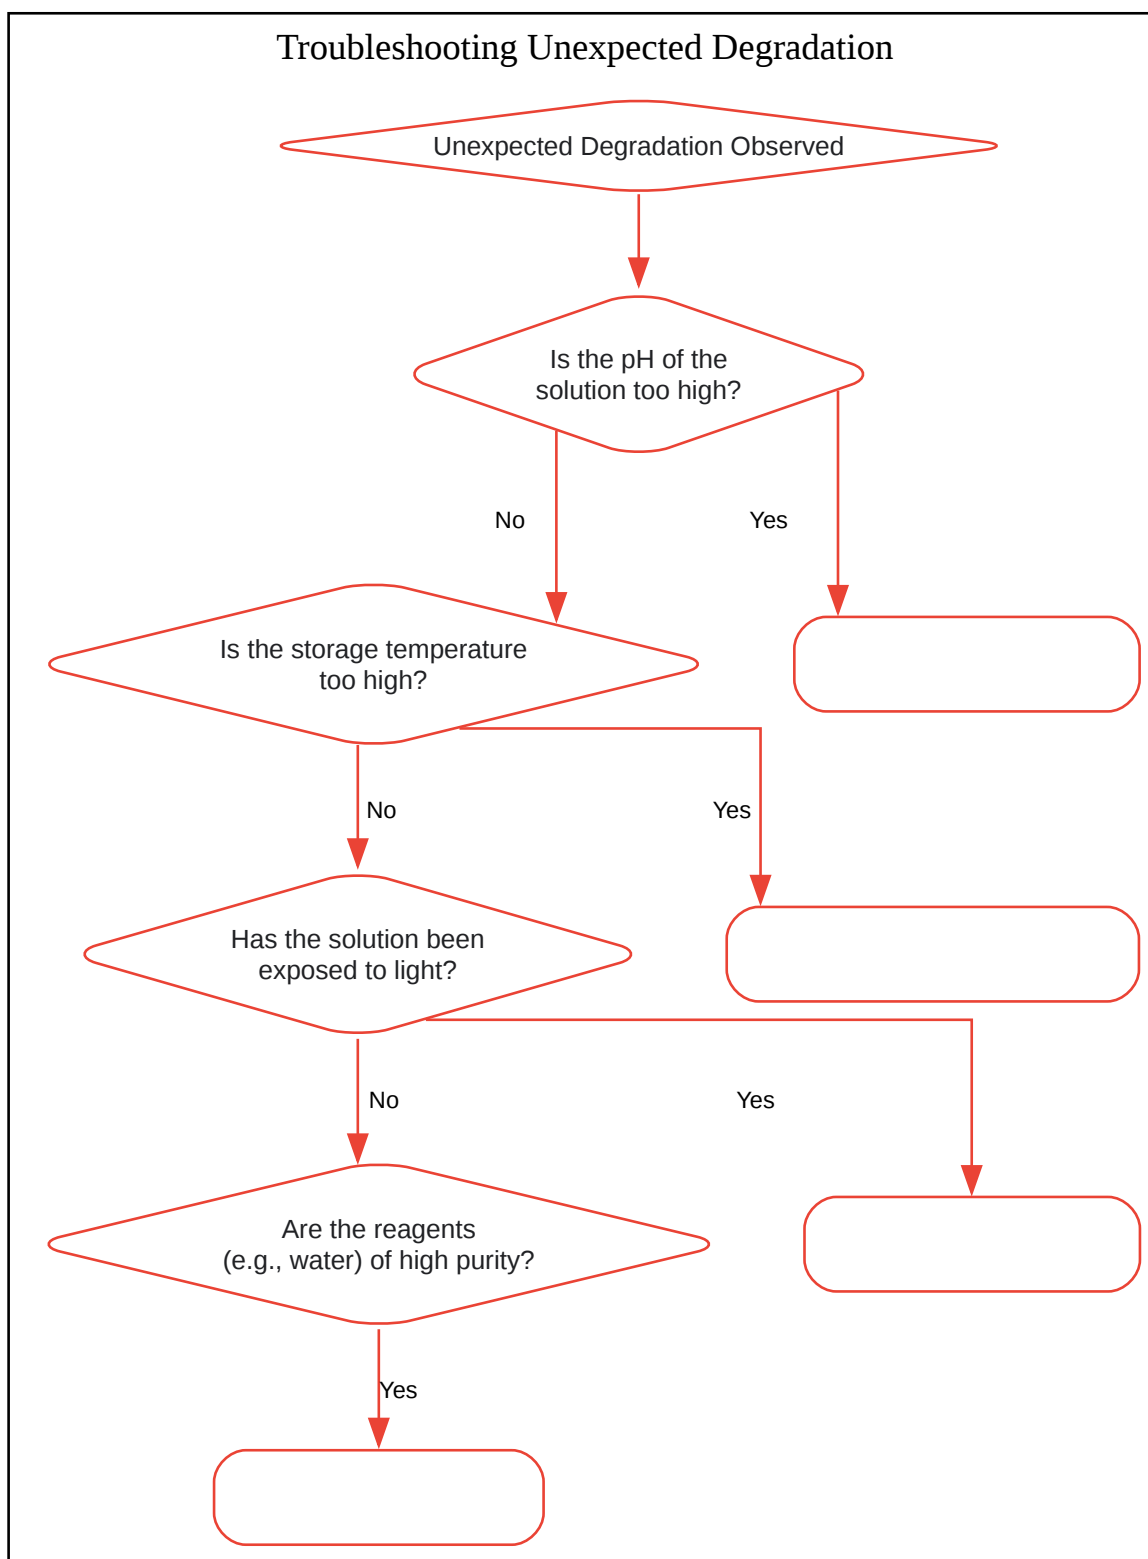 Troubleshooting Unexpected Degradation
Unexpected Degradation Observed
Is the pH of the
solution too high?
No
Yes
Is the storage temperature
too high?
No
Yes
Has the solution been
exposed to light?
No
Yes
Are the reagents
(e.g., water) of high purity?
Yes